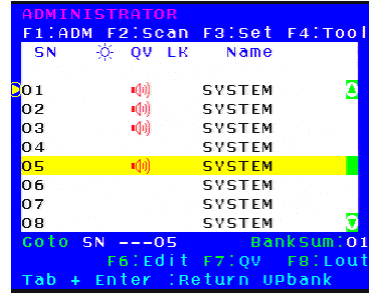 ADMINISTRATOR
F1:ADM F2:Scan F3:Set F4:Tool
SN QV LK Name
01 SYSTEM
02 SYSTEM
03 SYSTEM
04 SYSTEM
05 SYSTEM
06 SYSTEM
07 SYSTEM
08 SYSTEM
Goto SN ---05 BankSum:01
F6:Edit F7:QV F8:Lout
Tab + Enter :Return UPbank